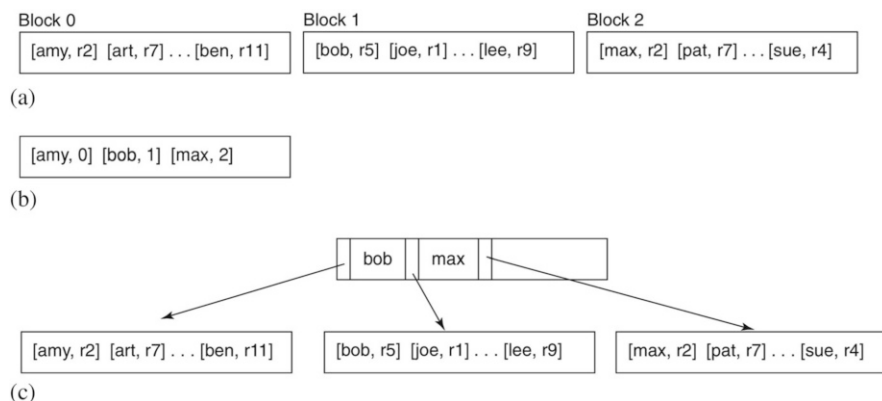 Block 0 Block 1 Block 2
[amy, r2] [art, r7] . . . [ben, r11] [bob, r5] [joe, r1] . . . [lee, r9] [max, r2] [pat, r7] . . . [sue, r4]
(a)
[amy, 0] [bob, 1] [max, 2]
(b)
bob max
[amy, r2] [art, r7] . . . [ben, r11] [bob, r5] [joe, r1] . . . [lee, r9] [max, r2] [pat, r7] . . . [sue, r4]
(c)